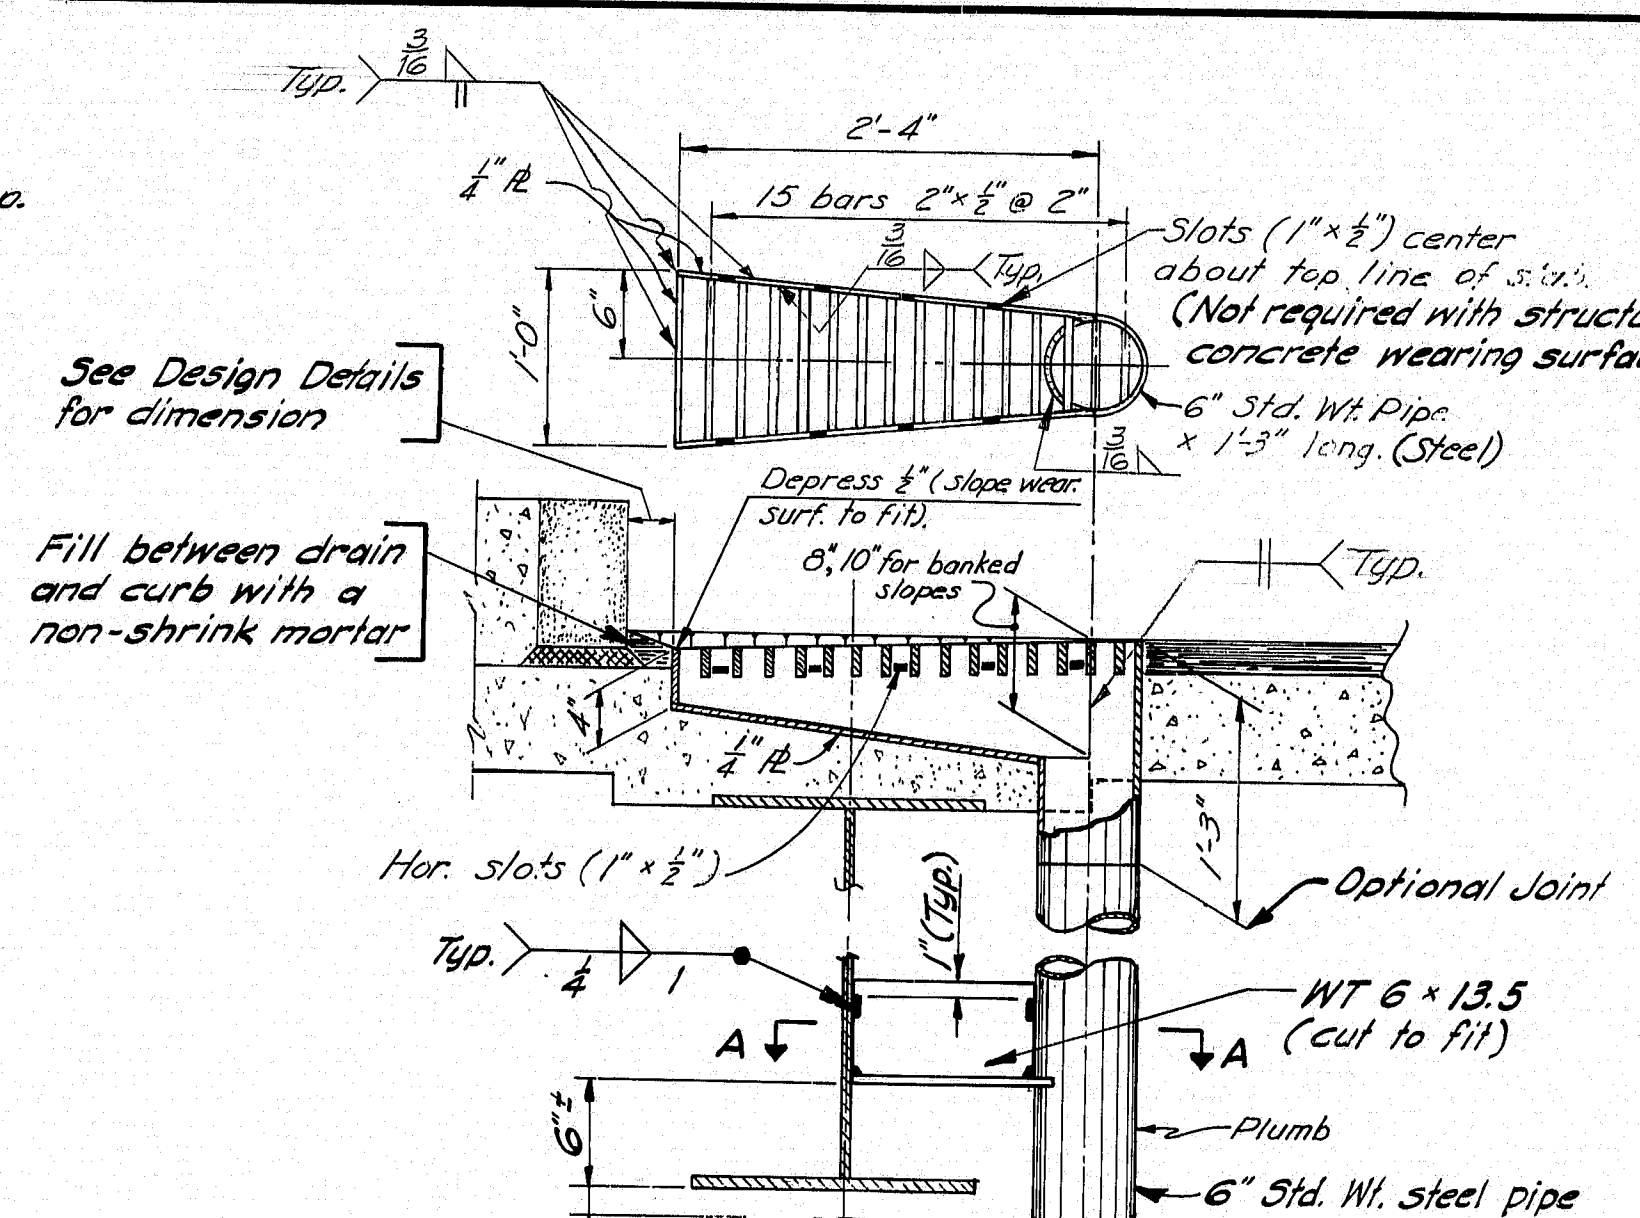 Typ. 3/16
2'-4"
1/4" ℄
15 bars 2"×1/2" @ 2"
3/16 Typ.
Slots (1"×1/2") center
about top line of
(Not required with
concrete wearing
1'-0"
6"
See Design Details
for dimension
6" Std. Wt. Pipe
× 1'-3" long. (Steel)
3/16
Depress 1/2" (slope wear.
surf. to fit).
Fill between drain
and curb with a
non-shrink mortar
8", 10" for banked
slopes
Typ.
4"
1/4" ℄
1'-3"
Hor. slots (1"×1/2")
Optional Joint
1" (Typ.)
Typ. 1/4 1
WT 6 × 13.5
(cut to fit)
A A
6"±
Plumb
6" Std. Wt. steel pipe